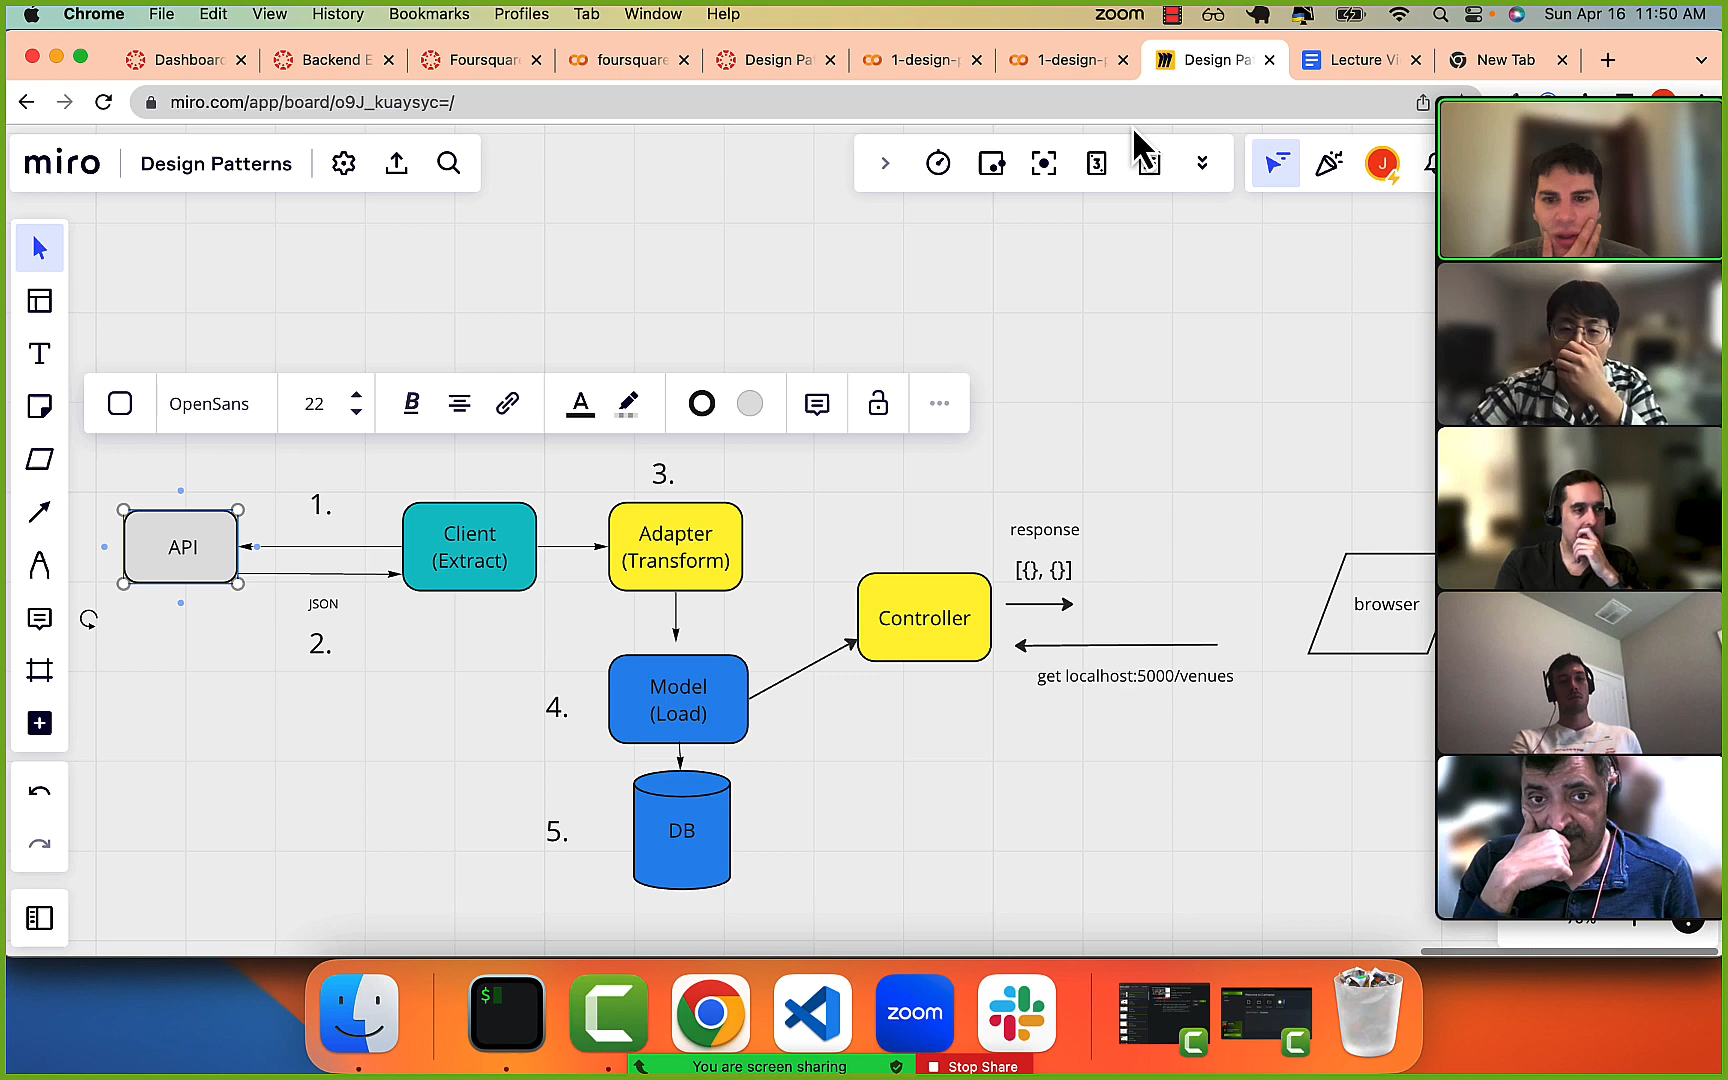 Chrome File Edit View History Bookmarks Profiles Tab Window Help zoom Sun Apr 16 11:50 AM
Dashboard Backend E Foursquar foursquare Design Pa 1-design-p 1-design-p Design Pa Lecture Vi New Tab
miro.com/app/board/o9J_kuaysyc=/
miro Design Patterns 3 J
OpenSans 22 B A
3.
1.
API
Client
(Extract)
Adapter
(Transform)
response
[{}, {}]
JSON
2.
Controller
browser
get localhost:5000/venues
Model
(Load)
4.
DB
5.
$
zoom
You are screen sharing Stop Share